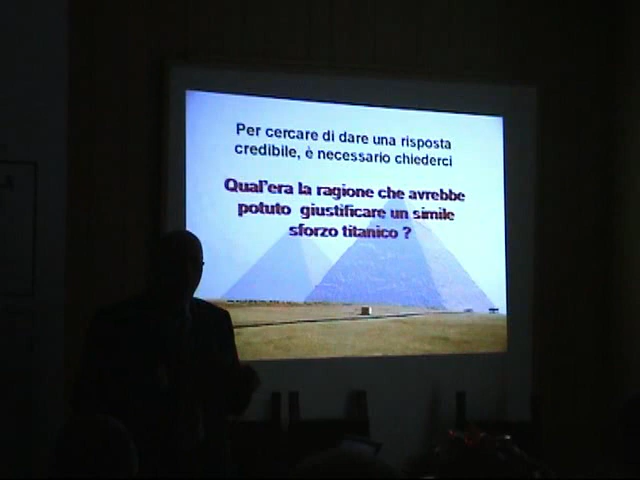 Per cercare di dare una risposta
credibile, è necessario chiederci
Qual'era la ragione che avrebbe
potuto giustificare un simile
sforzo titanico ?